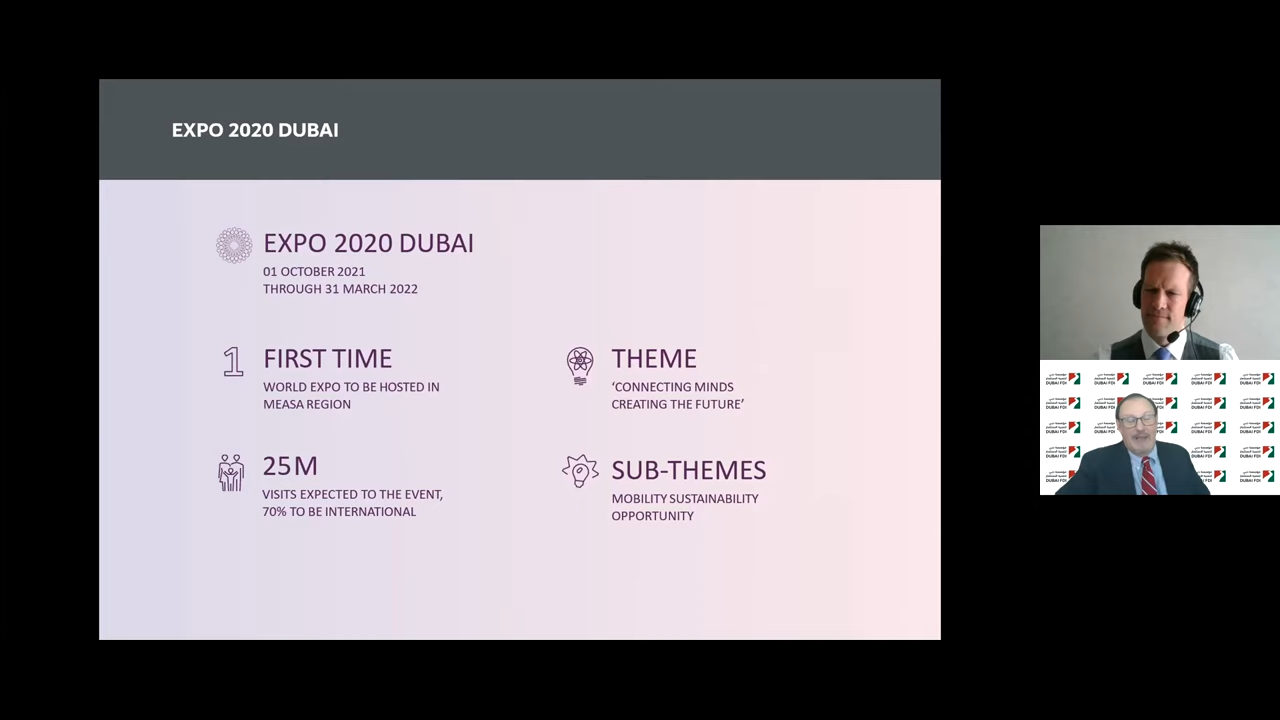 EXPO 2020 DUBAI
EXPO 2020 DUBAI
01 OCTOBER 2021
THROUGH 31 MARCH 2022
1
FIRST TIME
WORLD EXPO TO BE HOSTED IN
MEASA REGION
THEME
‘CONNECTING MINDS
CREATING THE FUTURE’
25M
VISITS EXPECTED TO THE EVENT,
70% TO BE INTERNATIONAL
SUB-THEMES
MOBILITY SUSTAINABILITY
OPPORTUNITY
DUBAI FDI